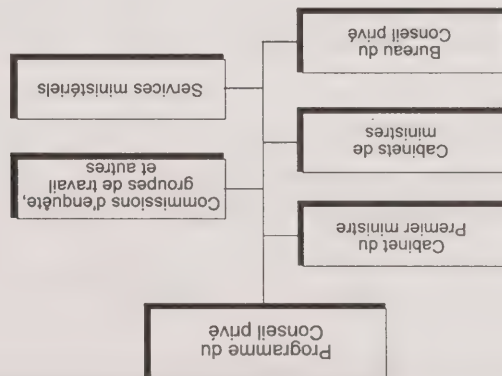 Programme du
Conseil privé
Cabinet du
Premier ministre
Commissions d'enquête,
groupes de travail
et autres
Cabinets de
ministres
Services ministériels
Bureau du
Conseil privé